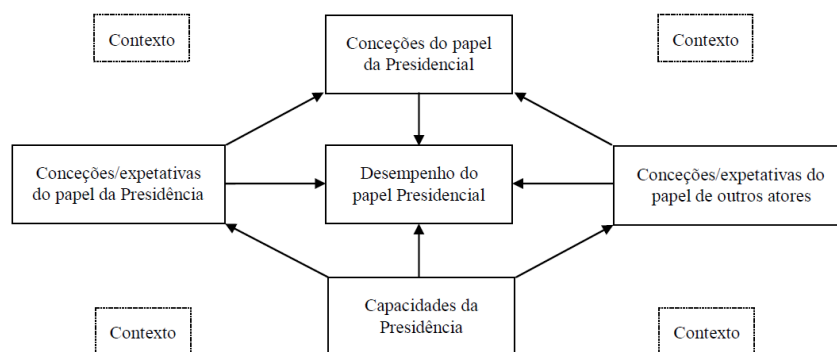 Contexto
Conceções do papel
da Presidencial
Contexto
Conceções/expetativas
do papel da Presidência
Desempenho do
papel Presidencial
Conceções/expetativas do
papel de outros atores
Contexto
Capacidades da
Presidência
Contexto